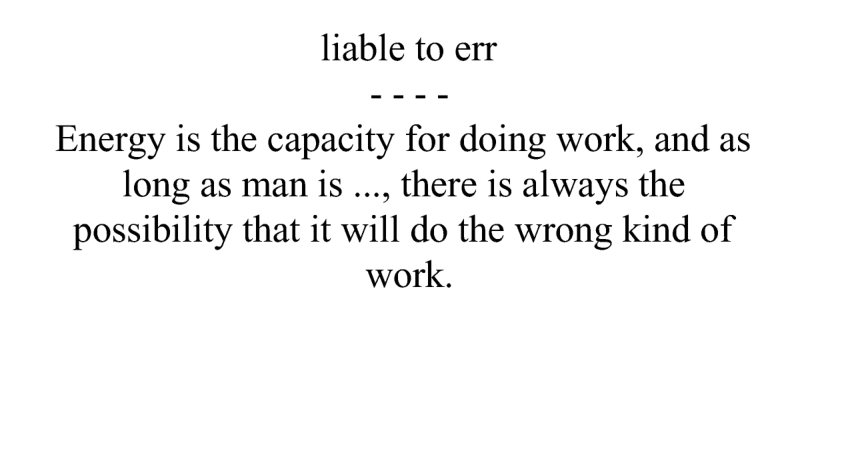 liable to err
- - - -
Energy is the capacity for doing work, and as
long as man is ..., there is always the
possibility that it will do the wrong kind of
work.